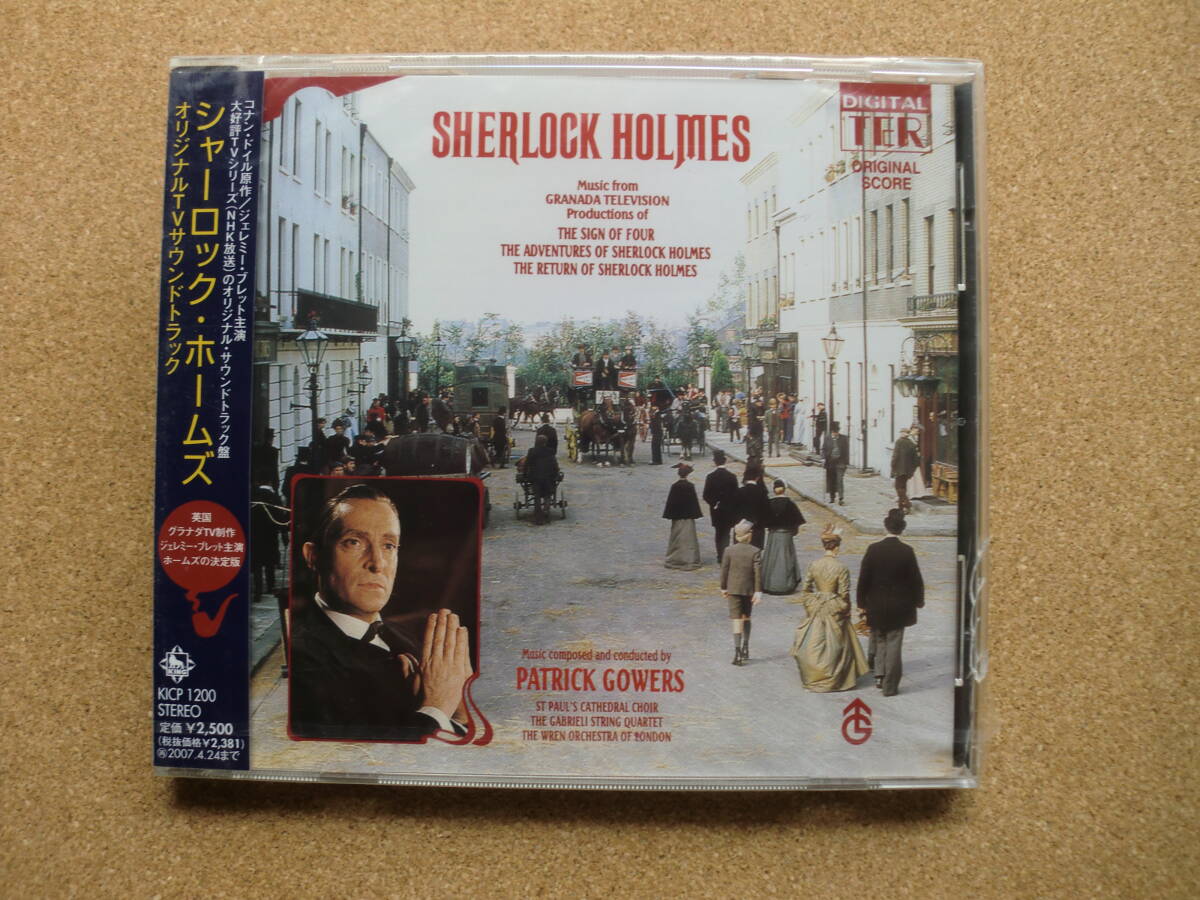 コナン・ドイル原作/ジェレミー・ブレット主演
大好評TVシリーズ(NHK放送)のオリジナル・サウンドトラック盤
シャーロック・ホームズ
オリジナルTVサウンドトラック
英国
グラナダTV制作
ジェレミー・ブレット主演
ホームズの決定版
KING
KICP 1200
STEREO
定価 ¥2,500
(税抜価格¥2,381)
再2007.4.24まで
SHERLOCK HOLMES
Music from
GRANADA TELEVISION
Productions of
THE SIGN OF FOUR
THE ADVENTURES OF SHERLOCK HOLMES
THE RETURN OF SHERLOCK HOLMES
DIGITAL
TER
ORIGINAL
SCORE
Music composed and conducted by
PATRICK GOWERS
ST PAUL'S CATHEDRAL CHOIR
THE GABRIELI STRING QUARTET
THE WREN ORCHESTRA OF LONDON